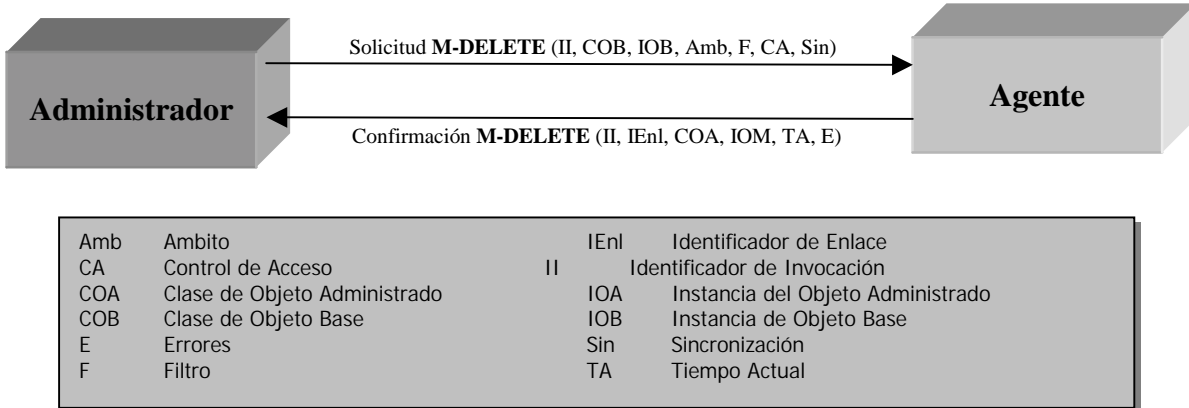 Solicitud M-DELETE (II, COB, IOB, Amb, F, CA, Sin)
Administrador
Agente
Confirmación M-DELETE (II, IEnl, COA, IOM, TA, E)
Amb Ambito IEnl Identificador de Enlace
CA Control de Acceso II Identificador de Invocación
COA Clase de Objeto Administrado IOA Instancia del Objeto Administrado
COB Clase de Objeto Base IOB Instancia de Objeto Base
E Errores Sin Sincronización
F Filtro TA Tiempo Actual